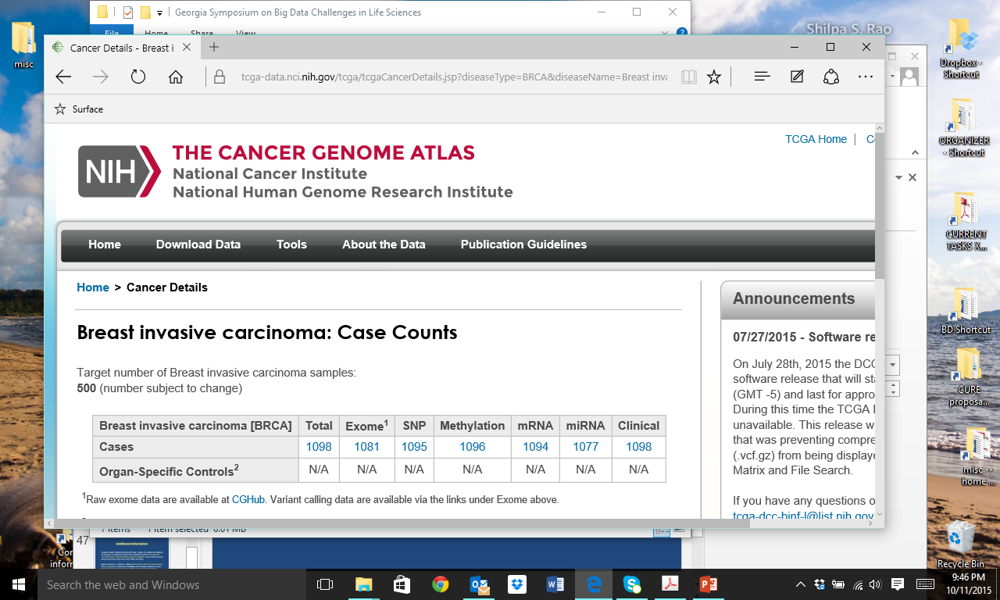 Georgia Symposium on Big Data Challenges in Life Sciences
File Home Share View
Shilpa S. Rao
misc
Cancer Details - Breast i
tcga-data.nci.nih.gov/tcga/tcgaCancerDetails.jsp?diseaseType=BRCA&diseaseName=Breast inva
Surface
TCGA Home | C
NIH
THE CANCER GENOME ATLAS
National Cancer Institute
National Human Genome Research Institute
Home Download Data Tools About the Data Publication Guidelines
Home > Cancer Details
Breast invasive carcinoma: Case Counts
Target number of Breast invasive carcinoma samples:
500 (number subject to change)
Breast invasive carcinoma [BRCA] Total Exome1 SNP Methylation mRNA miRNA Clinical
Cases 1098 1081 1095 1096 1094 1077 1098
Organ-Specific Controls2 N/A N/A N/A N/A N/A N/A N/A
1Raw exome data are available at CGHub. Variant calling data are available via the links under Exome above.
Announcements
07/27/2015 - Software re
On July 28th, 2015 the DCC
software release that will sta
(GMT -5) and last for appro
During this time the TCGA
unavailable. This release w
that was preventing compre
(.vcf.gz) from being displaye
Matrix and File Search.
If you have any questions o
tcga-dcc-binf-l@list.nih.gov
Dropbox -
Shortcut
ORGANIZER
- Shortcut
CURRENT
TASKS X...
BD Shortcut
CURE
proposa...
misc --
home ...
Recycle Bin
7 items 1 item selected 6.01 MB
47
Additional Information
Cor
inform
Search the web and Windows
9:46 PM
10/11/2015